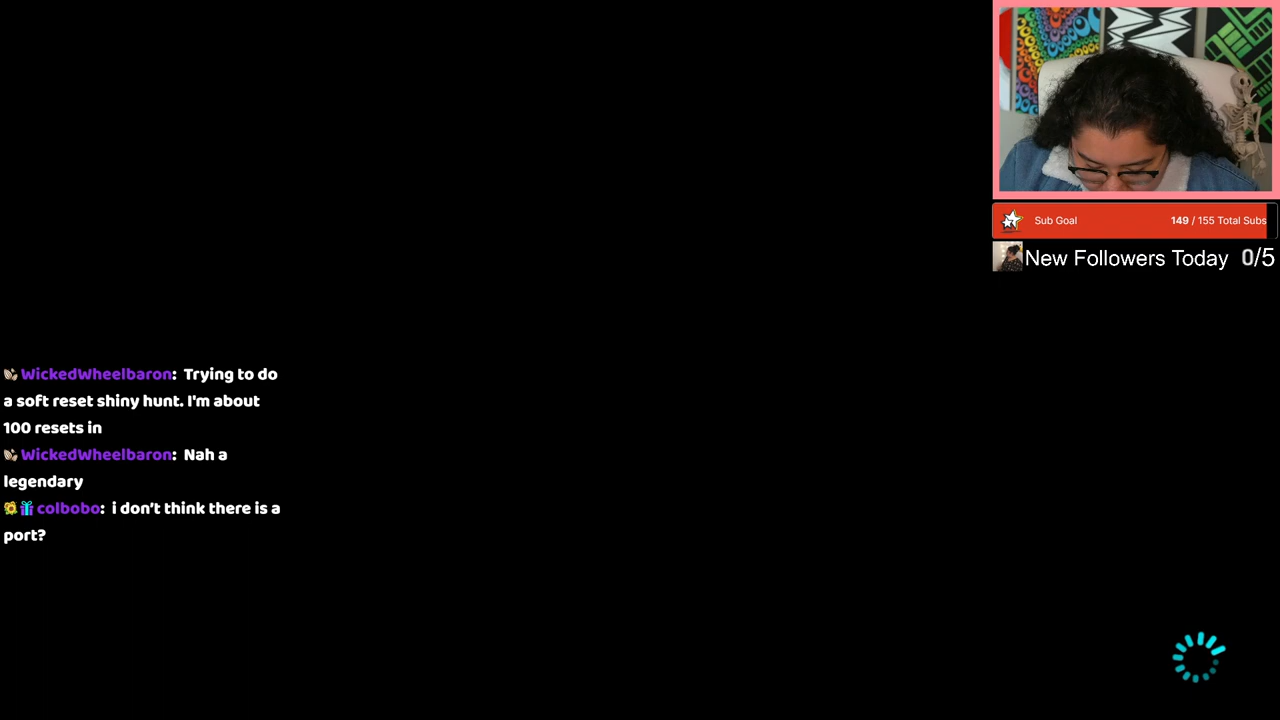 Sub Goal 149 / 155 Total Subs
New Followers Today 0/5
WickedWheelbaron: Trying to do
a soft reset shiny hunt. I'm about
100 resets in
WickedWheelbaron: Nah a
legendary
colbobo: i don't think there is a
port?